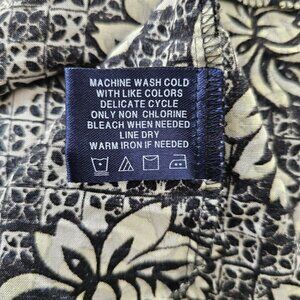 MACHINE WASH COLD
WITH LIKE COLORS
DELICATE CYCLE
ONLY NON CHLORINE
BLEACH WHEN NEEDED
LINE DRY
WARM IRON IF NEEDED